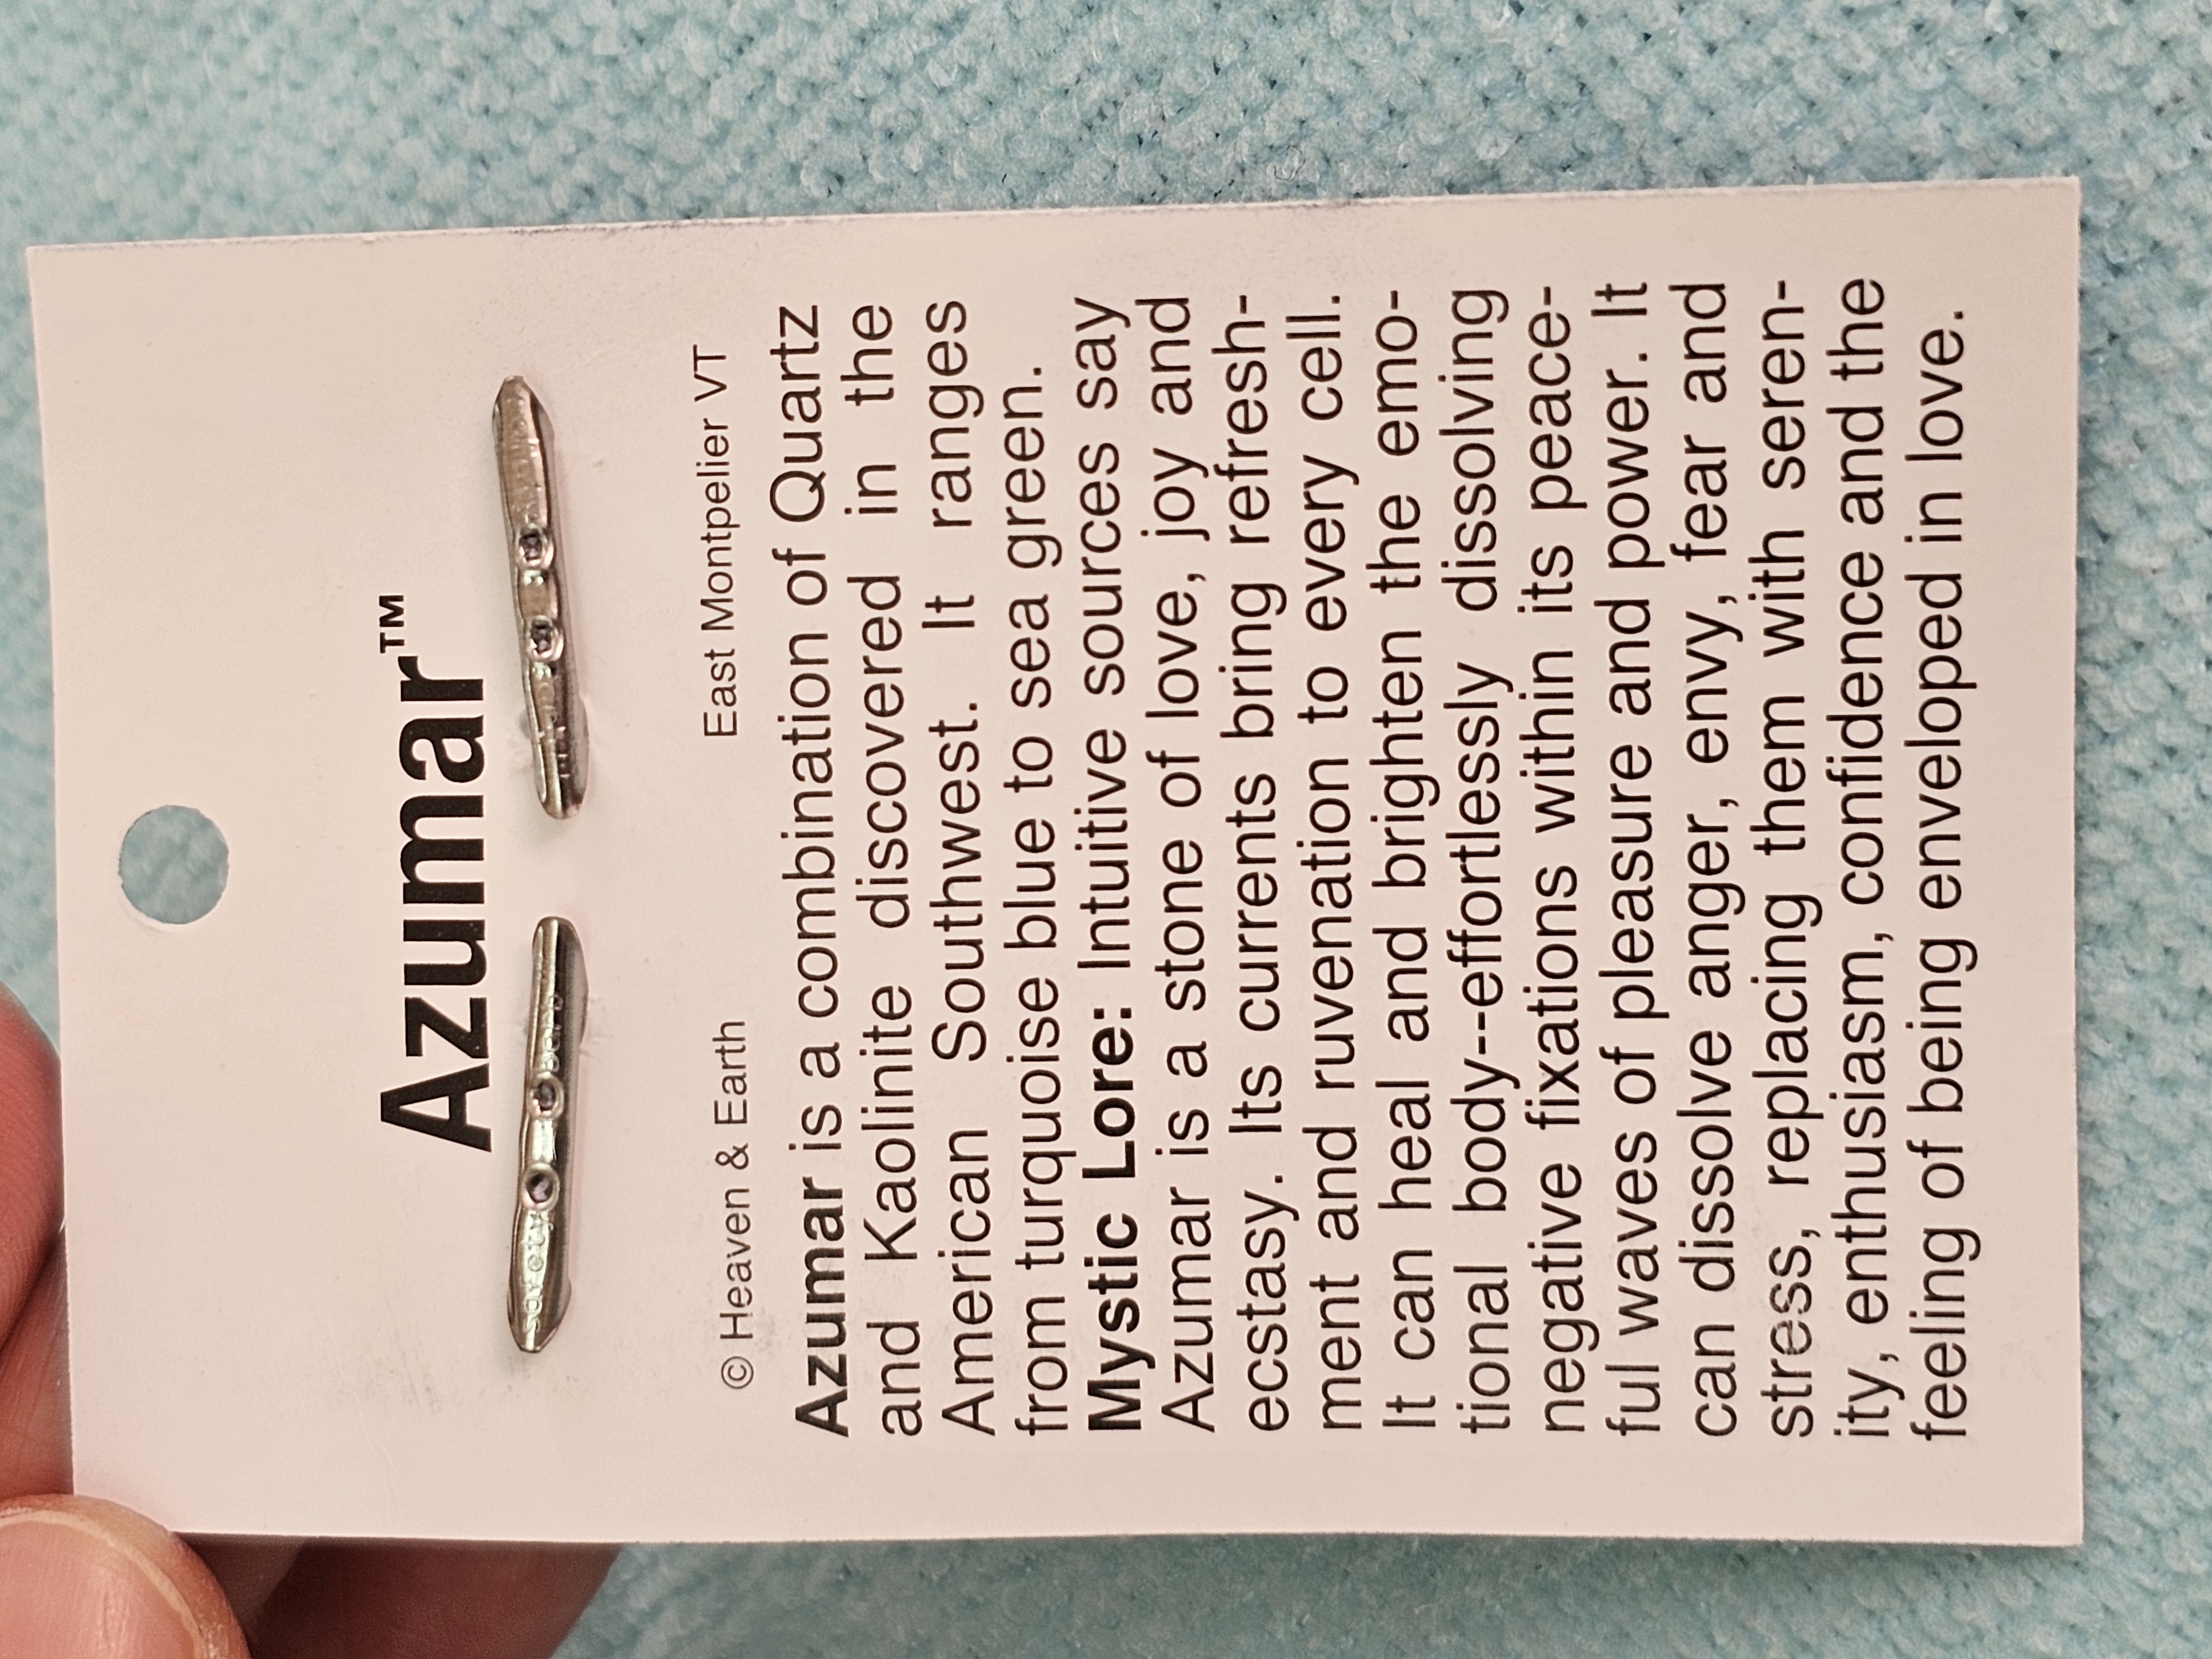 Azumar™
© Heaven & Earth East Montpelier VT
Azumar is a combination of Quartz
and Kaolinite discovered in the
American Southwest. It ranges
from turquoise blue to sea green.
Mystic Lore: Intuitive sources say
Azumar is a stone of love, joy and
ecstasy. Its currents bring refresh-
ment and ruvenation to every cell.
It can heal and brighten the emo-
tional body--effortlessly dissolving
negative fixations within its peace-
ful waves of pleasure and power. It
can dissolve anger, envy, fear and
stress, replacing them with seren-
ity, enthusiasm, confidence and the
feeling of being enveloped in love.